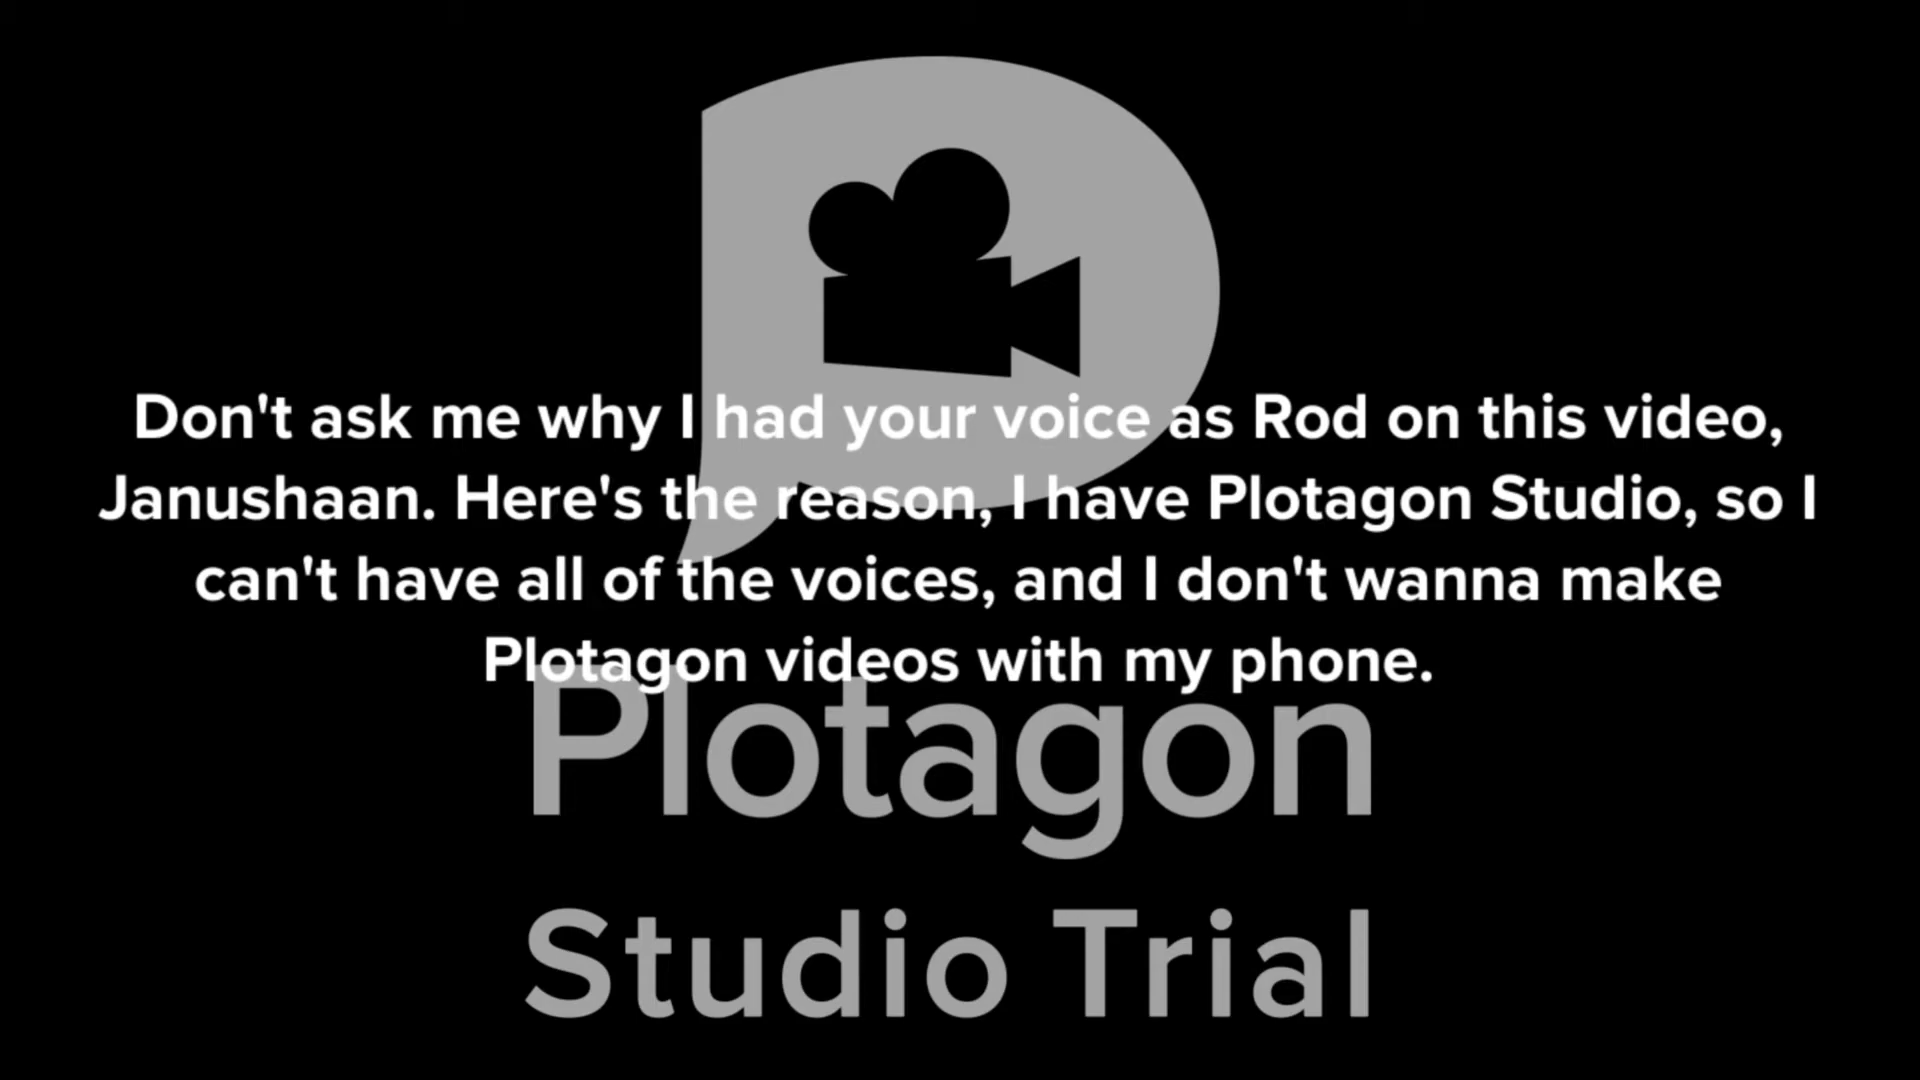 Don't ask me why I had your voice as Rod on this video,
Janushaan. Here's the reason, I have Plotagon Studio, so I
can't have all of the voices, and I don't wanna make
Plotagon videos with my phone.
Plotagon
Studio Trial